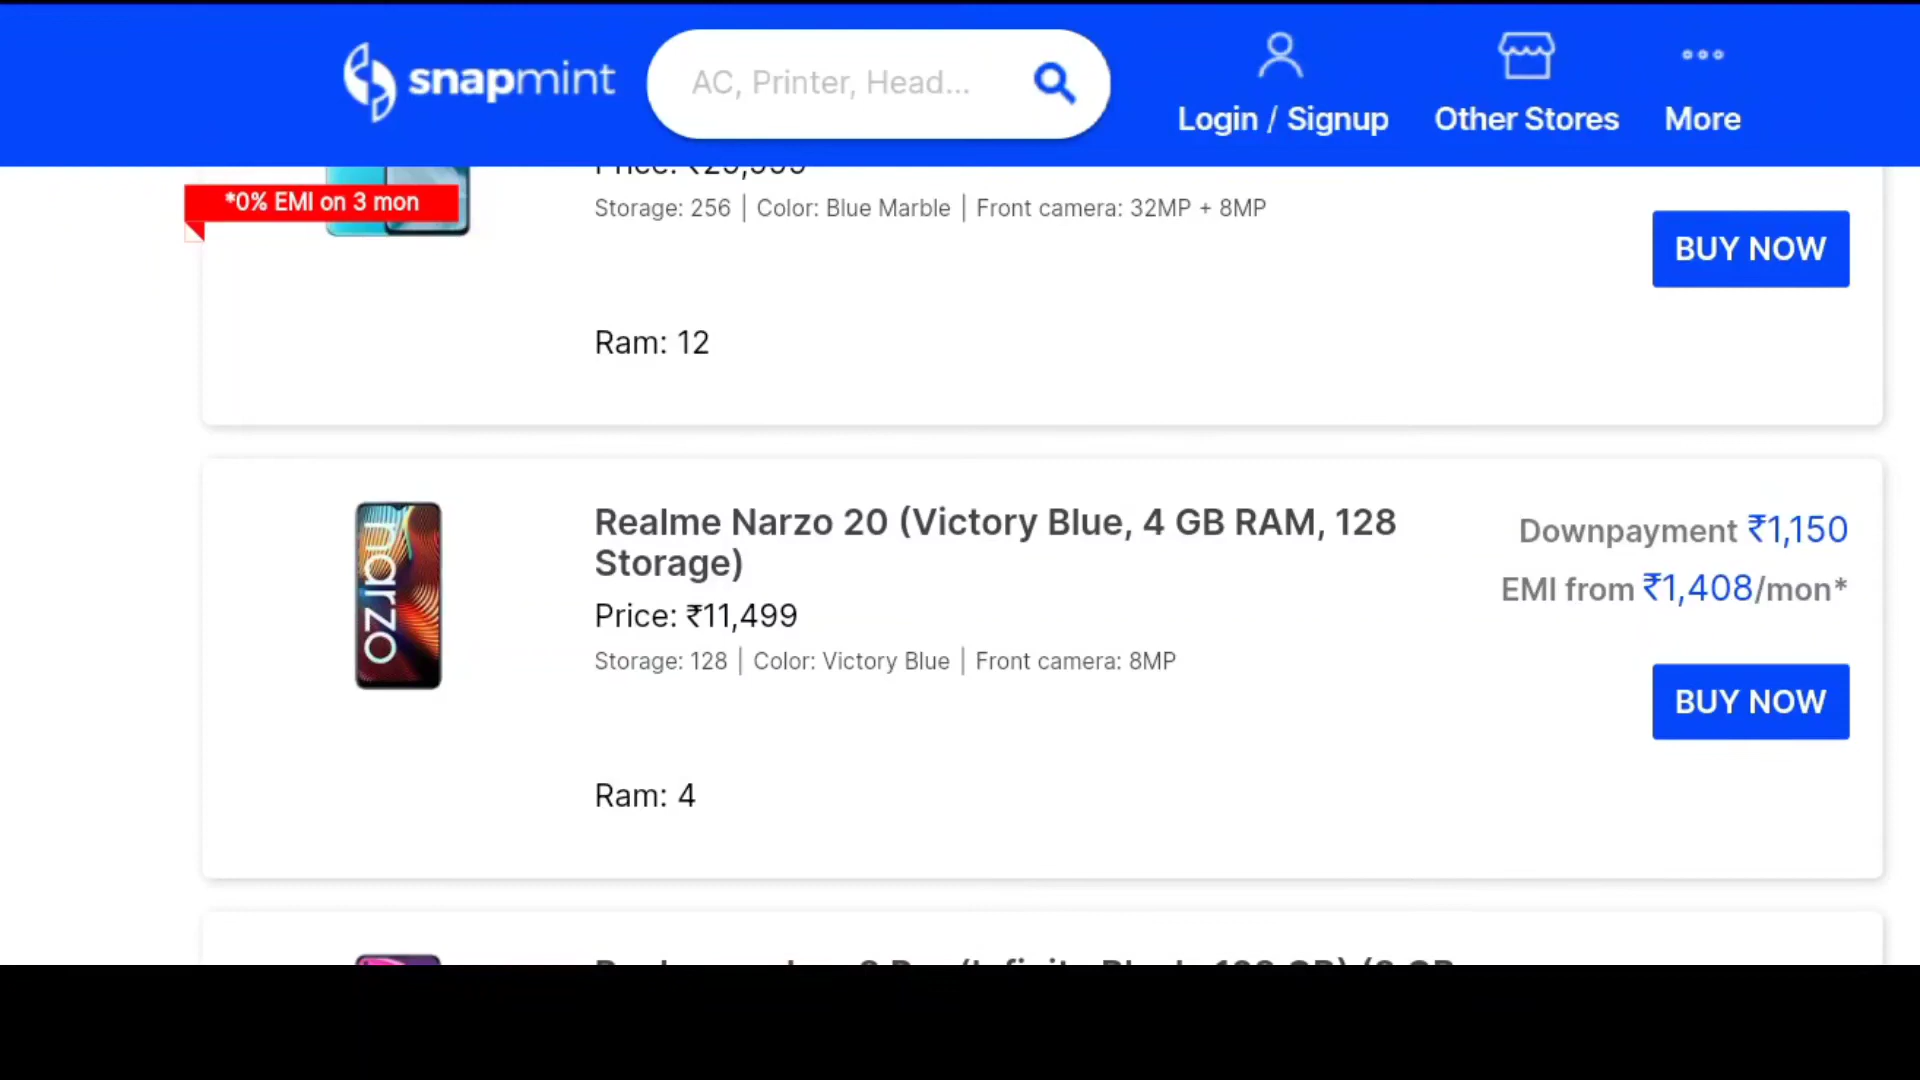 snapmint
AC, Printer, Head...
Login / Signup
Other Stores
More
*0% EMI on 3 mon
Storage: 256 | Color: Blue Marble | Front camera: 32MP + 8MP
BUY NOW
Ram: 12
narzo
Realme Narzo 20 (Victory Blue, 4 GB RAM, 128
Storage)
Price: ₹11,499
Storage: 128 | Color: Victory Blue | Front camera: 8MP
Downpayment ₹1,150
EMI from ₹1,408/mon*
BUY NOW
Ram: 4